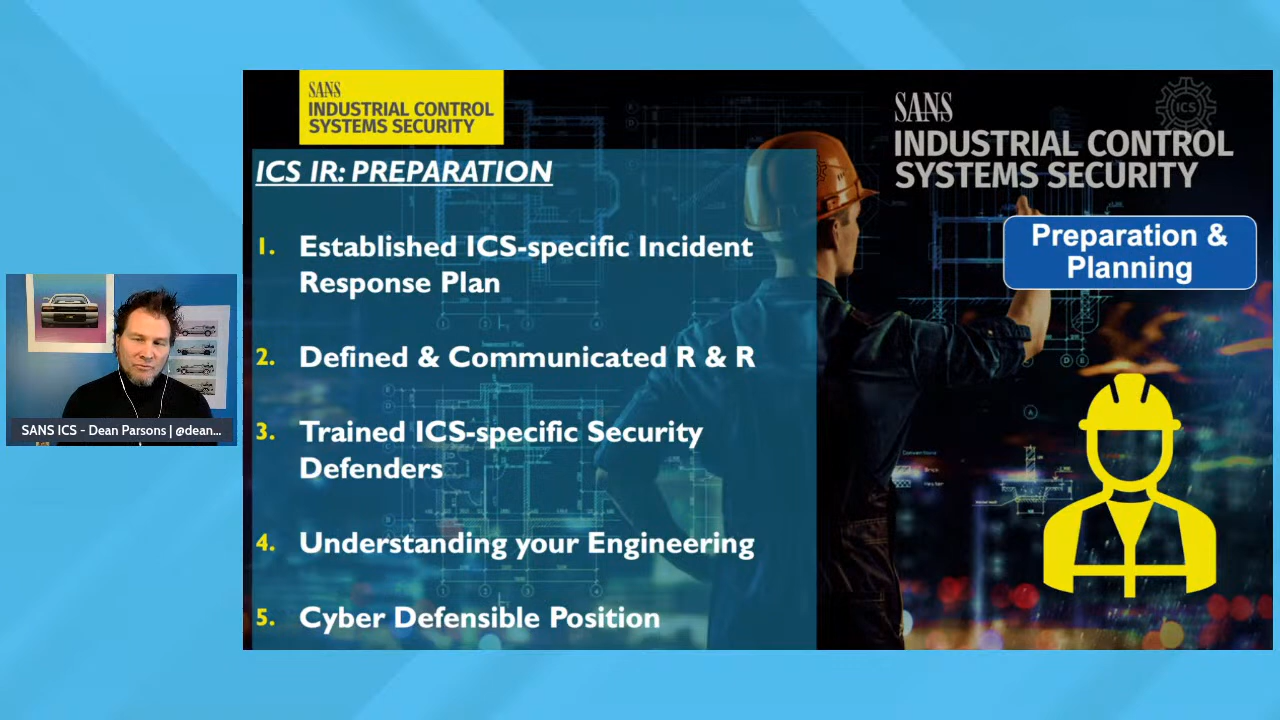 SANS
INDUSTRIAL CONTROL
SYSTEMS SECURITY
ICS IR: PREPARATION
1. Established ICS-specific Incident
Response Plan
2. Defined & Communicated R & R
3. Trained ICS-specific Security
Defenders
4. Understanding your Engineering
5. Cyber Defensible Position
SANS
ICS
INDUSTRIAL CONTROL
SYSTEMS SECURITY
Preparation &
Planning
SANS ICS - Dean Parsons | @dean...